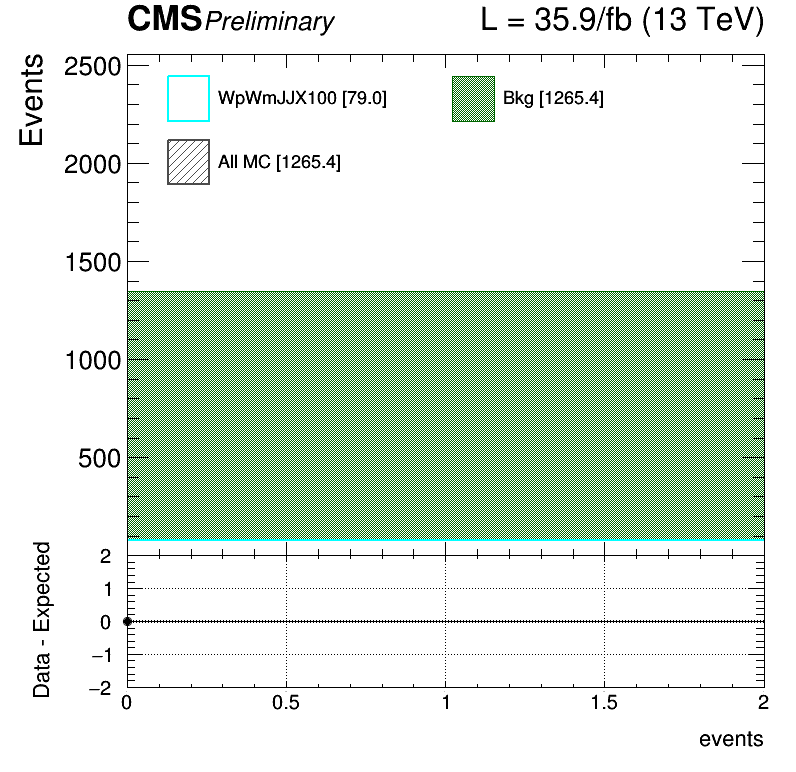 CMS Preliminary L = 35.9/fb (13 TeV)
Events
2500
2000
1500
1000
500
WpWmJJX100 [79.0]
Bkg [1265.4]
All MC [1265.4]
Data - Expected
2
1
0
−1
−2
0 0.5 1 1.5 2
events